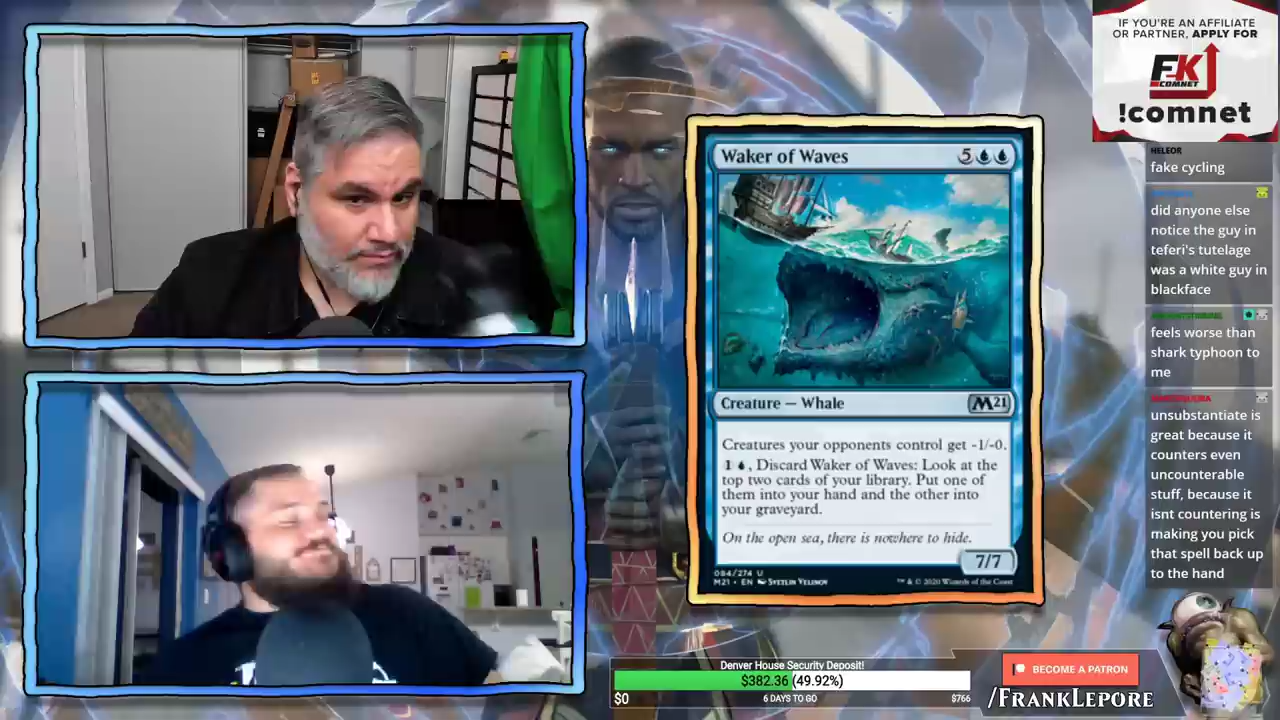 IF YOU'RE AN AFFILIATE
OR PARTNER, APPLY FOR
F2K
COMNET
!comnet
Waker of Waves
5
Creature — Whale
M21
Creatures your opponents control get -1/-0.
1, Discard Waker of Waves: Look at the
top two cards of your library. Put one of
them into your hand and the other into
your graveyard.
On the open sea, there is nowhere to hide.
7/7
084/274 U
M21 • EN Svetlin Velinov
™ & © 2020 Wizards of the Coast
HELEOR
fake cycling
did anyone else
notice the guy in
teferi's tutelage
was a white guy in
blackface
feels worse than
shark typhoon to
me
unsubstantiate is
great because it
counters even
uncounterable
stuff, because it
isnt countering is
making you pick
that spell back up
to the hand
Denver House Security Deposit!
$382.36 (49.92%)
$0
6 DAYS TO GO
$766
BECOME A PATRON
/FRANKLEPORE